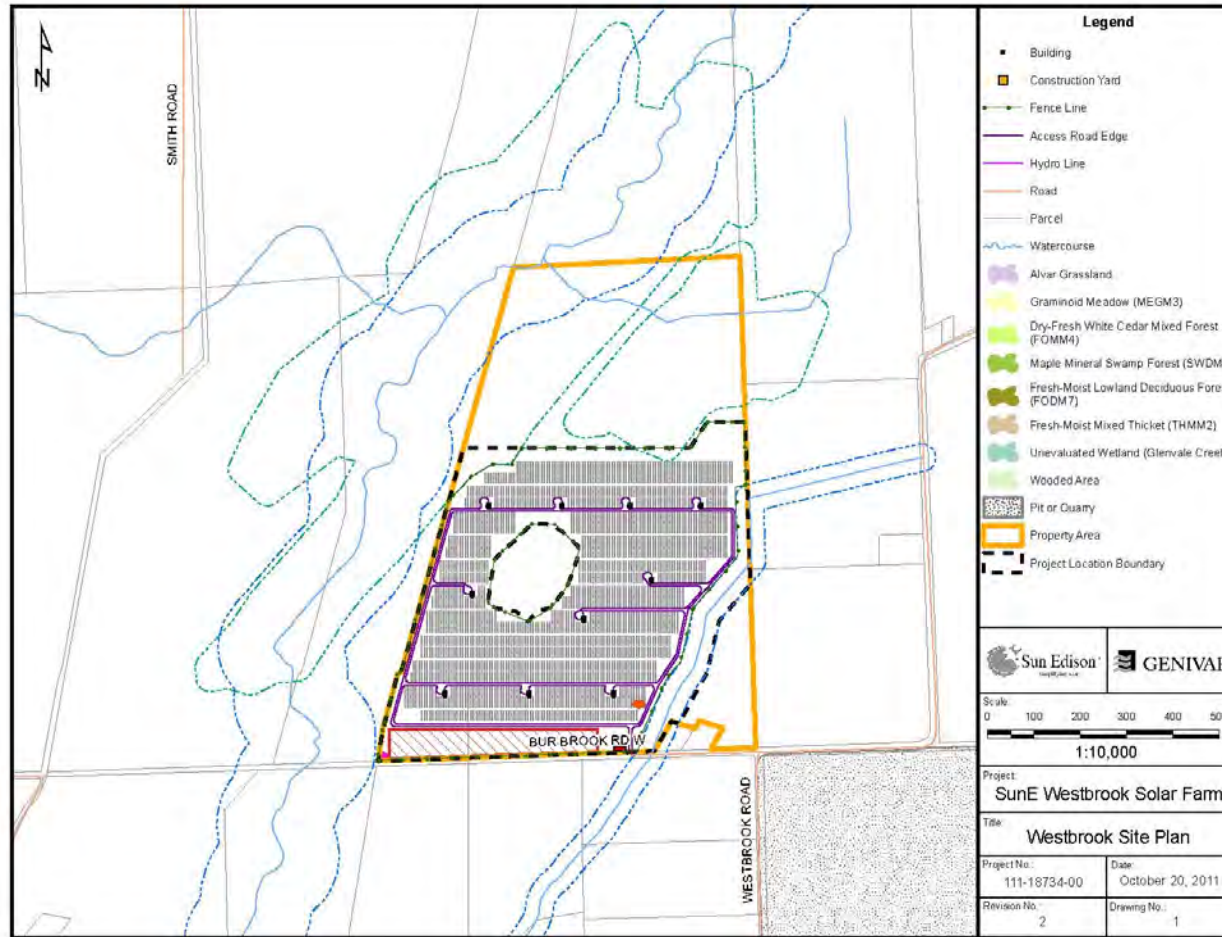 N
SMITH ROAD
BURBROOK RD W
WESTBROOK ROAD
Legend
Building
Construction Yard
Fence Line
Access Road Edge
Hydro Line
Road
Parcel
Watercourse
Alvar Grassland
Graminoid Meadow (MEGM3)
Dry-Fresh White Cedar Mixed Forest
(FOMM4)
Maple Mineral Swamp Forest (SWDM
Fresh-Moist Lowland Deciduous Fore
(FODM7)
Fresh-Moist Mixed Thicket (THMM2)
Unevaluated Wetland (Glenvale Creek
Wooded Area
Pit or Quarry
Property Area
Project Location Boundary
Sun Edison
GENIVAR
Scale:
0 100 200 300 400 50
1:10,000
Project:
SunE Westbrook Solar Farm
Title:
Westbrook Site Plan
Project No.: Date:
111-18734-00 October 20, 2011
Revision No.: Drawing No.:
2 1